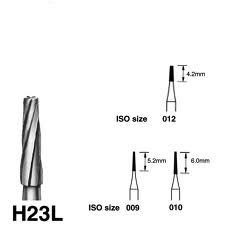 4.2mm
ISO size 012
5.2mm 6.0mm
H23L ISO size 009 010